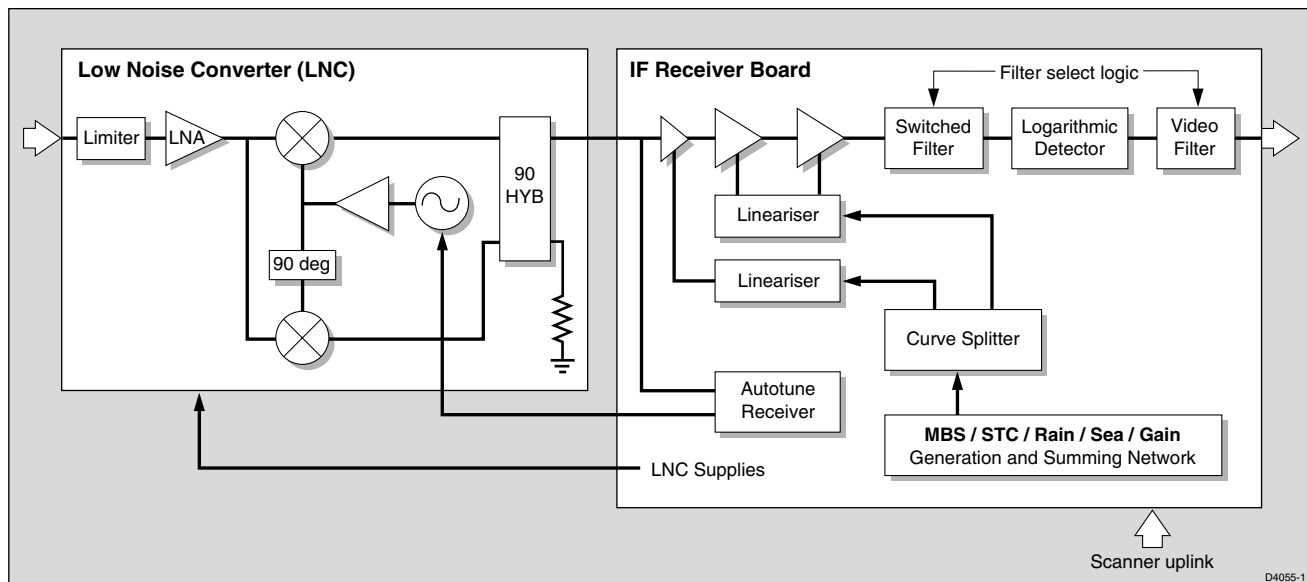 Low Noise Converter (LNC)
Limiter
LNA
90 deg
90
HYB
IF Receiver Board
Filter select logic
Switched
Filter
Logarithmic
Detector
Video
Filter
Lineariser
Lineariser
Curve Splitter
Autotune
Receiver
MBS / STC / Rain / Sea / Gain
Generation and Summing Network
LNC Supplies
Scanner uplink
D4055-1